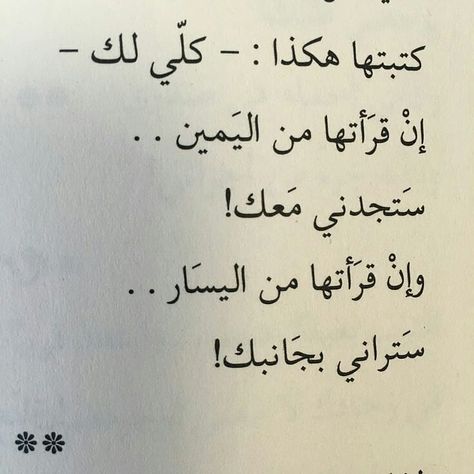 كتبتها هكذا : – كلّي لك –
إنْ قرَأتها من اليَمين . .
سَتجدني مَعك!
وإنْ قرَأتها من اليسَار . .
سَتراني بجَانبك!
❊❊